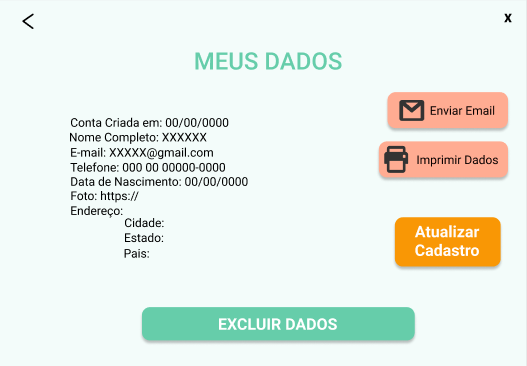 x
MEUS DADOS
Enviar Email
Imprimir Dados
Conta Criada em: 00/00/0000
Nome Completo: XXXXXX
E-mail: XXXXX@gmail.com
Telefone: 000 00 00000-0000
Data de Nascimento: 00/00/0000
Foto: https://
Endereço:
Cidade:
Estado:
Pais:
Atualizar
Cadastro
EXCLUIR DADOS